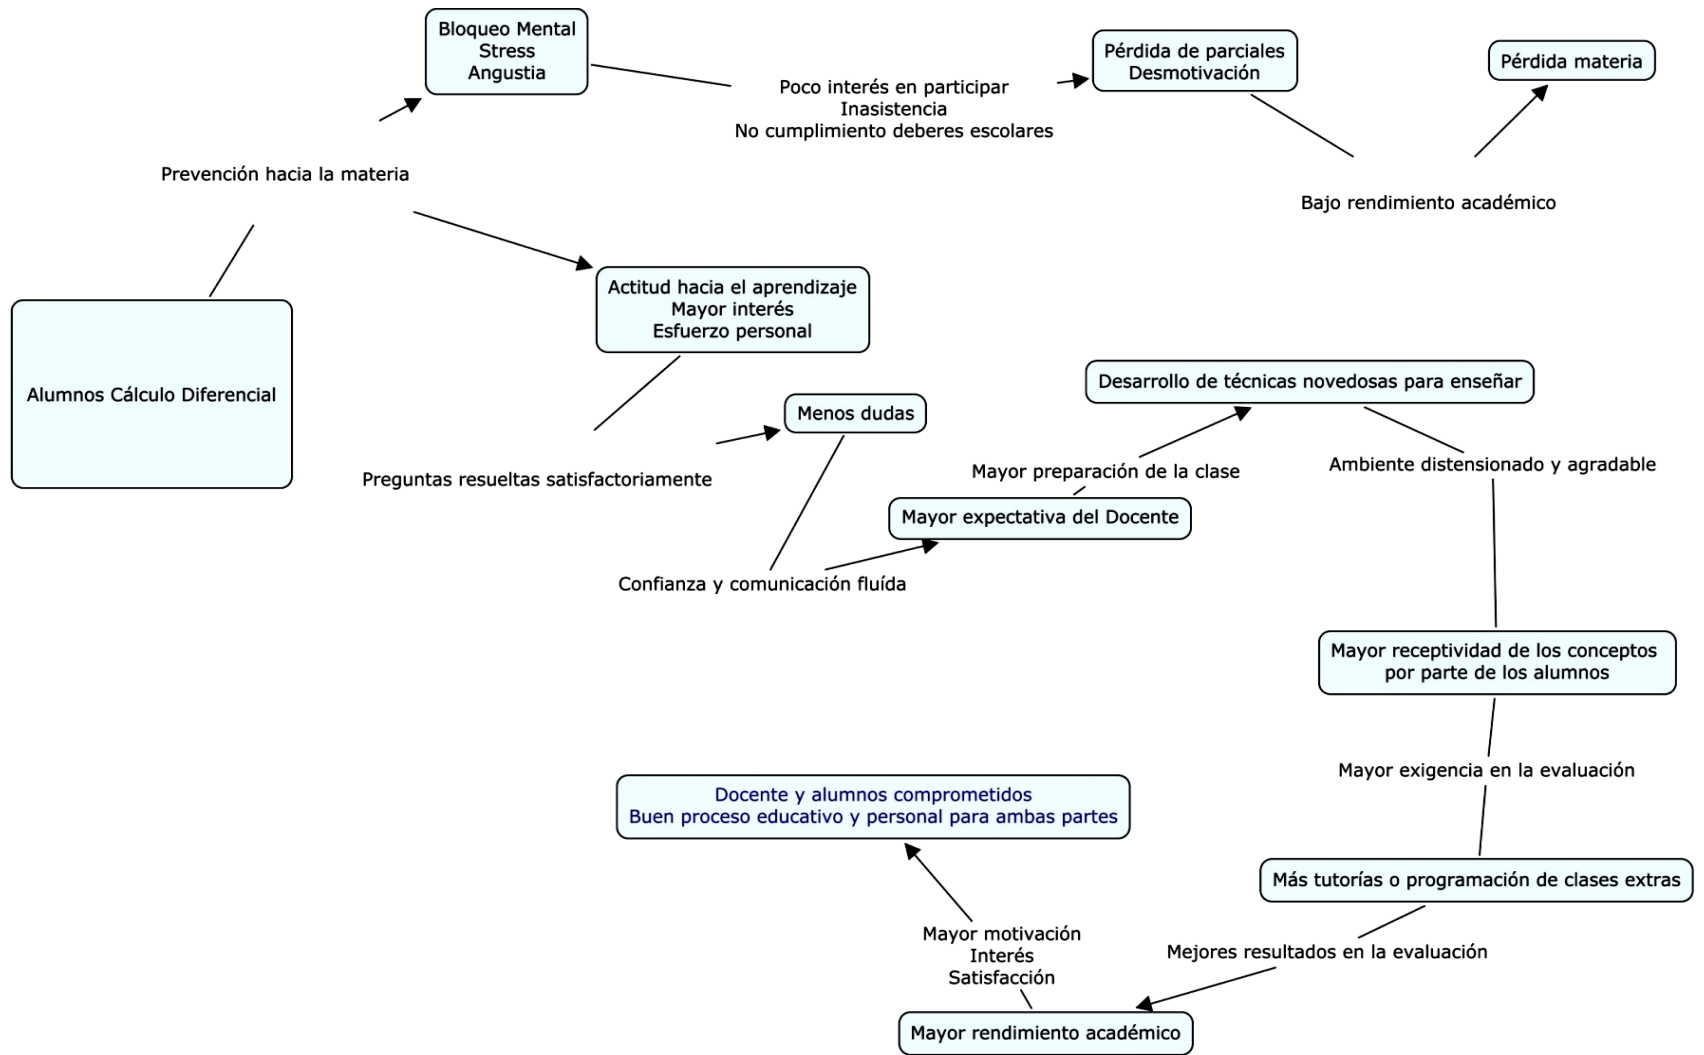 Bloqueo Mental
Stress
Angustia
Poco interés en participar
Inasistencia
No cumplimiento deberes escolares
Pérdida de parciales
Desmotivación
Pérdida materia
Bajo rendimiento académico
Prevención hacia la materia
Alumnos Cálculo Diferencial
Actitud hacia el aprendizaje
Mayor interés
Esfuerzo personal
Preguntas resueltas satisfactoriamente
Menos dudas
Confianza y comunicación fluída
Mayor expectativa del Docente
Mayor preparación de la clase
Desarrollo de técnicas novedosas para enseñar
Ambiente distensionado y agradable
Mayor receptividad de los conceptos
por parte de los alumnos
Mayor exigencia en la evaluación
Más tutorías o programación de clases extras
Mejores resultados en la evaluación
Mayor rendimiento académico
Mayor motivación
Interés
Satisfacción
Docente y alumnos comprometidos
Buen proceso educativo y personal para ambas partes